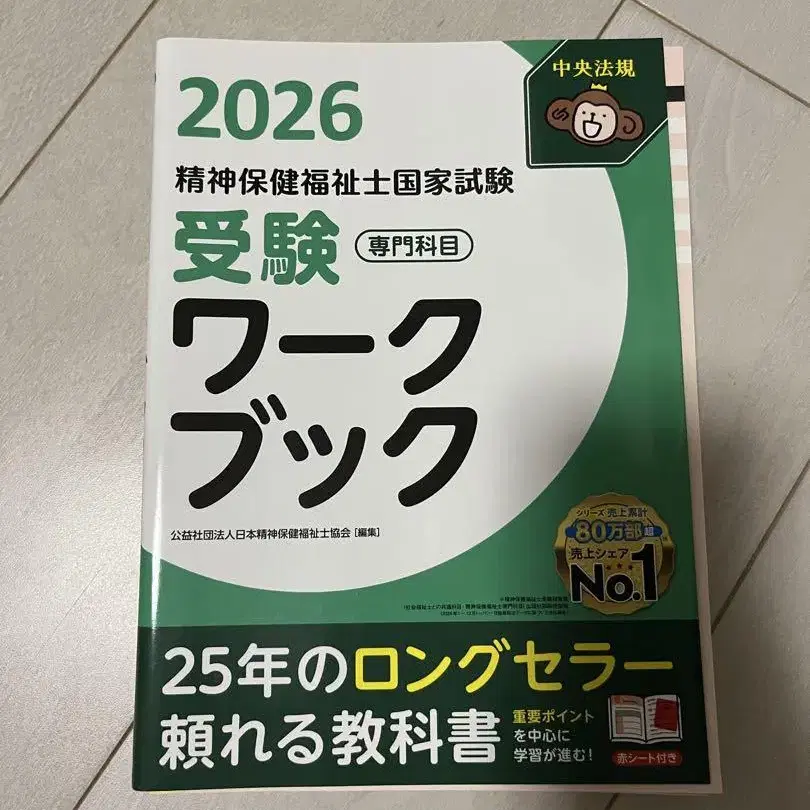 2026
中央法規
精神保健福祉士国家試験
受験 専門科目
ワーク
ブック
公益社団法人日本精神保健福祉士協会[編集]
シリーズ 売上累計
80万部超
売上シェア
No.1
25年のロングセラー
頼れる教科書
重要ポイント
を中心に
学習が進む!
赤シート付き